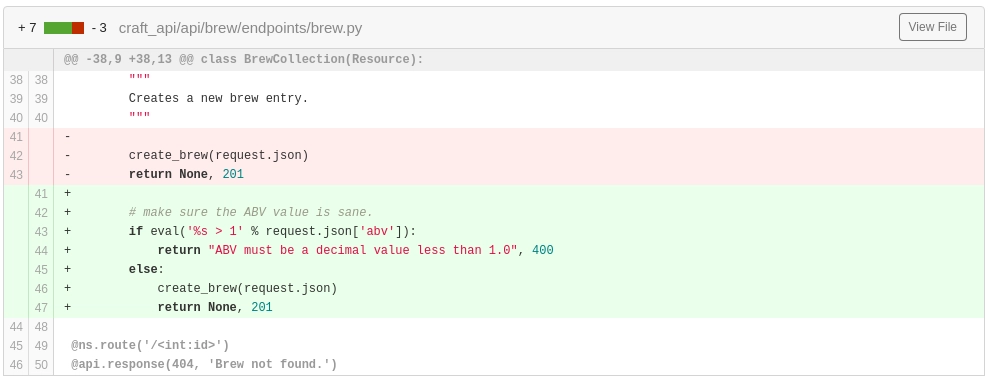 + 7 - 3 craft_api/api/brew/endpoints/brew.py View File
@@ -38,9 +38,13 @@ class BrewCollection(Resource):
38 38 """
39 39 Creates a new brew entry.
40 40 """
41 -
42 - create_brew(request.json)
43 - return None, 201
41 +
42 + # make sure the ABV value is sane.
43 + if eval('%s > 1' % request.json['abv']):
44 + return "ABV must be a decimal value less than 1.0", 400
45 + else:
46 + create_brew(request.json)
47 + return None, 201
44 48
45 49 @ns.route('/<int:id>')
46 50 @api.response(404, 'Brew not found.')